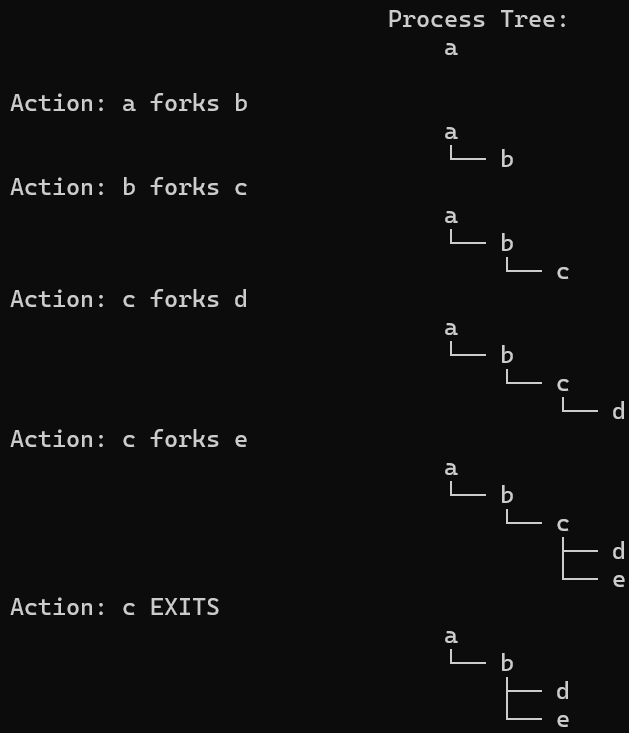 Process Tree:
a
Action: a forks b
a
└── b
Action: b forks c
a
└── b
└── c
Action: c forks d
a
└── b
└── c
└── d
Action: c forks e
a
└── b
└── c
├── d
└── e
Action: c EXITS
a
└── b
├── d
└── e